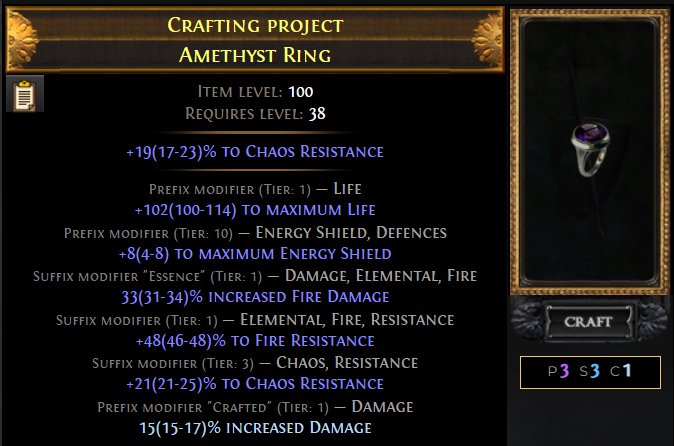 Crafting project
Amethyst Ring
Item level: 100
Requires level: 38
+19(17-23)% to Chaos Resistance
Prefix modifier (Tier: 1) — Life
+102(100-114) to maximum Life
Prefix modifier (Tier: 10) — Energy Shield, Defences
+8(4-8) to maximum Energy Shield
Suffix modifier "Essence" (Tier: 1) — Damage, Elemental, Fire
33(31-34)% increased Fire Damage
Suffix modifier (Tier: 1) — Elemental, Fire, Resistance
+48(46-48)% to Fire Resistance
Suffix modifier (Tier: 3) — Chaos, Resistance
+21(21-25)% to Chaos Resistance
Prefix modifier "Crafted" (Tier: 1) — Damage
15(15-17)% increased Damage
CRAFT
P3 S3 C1